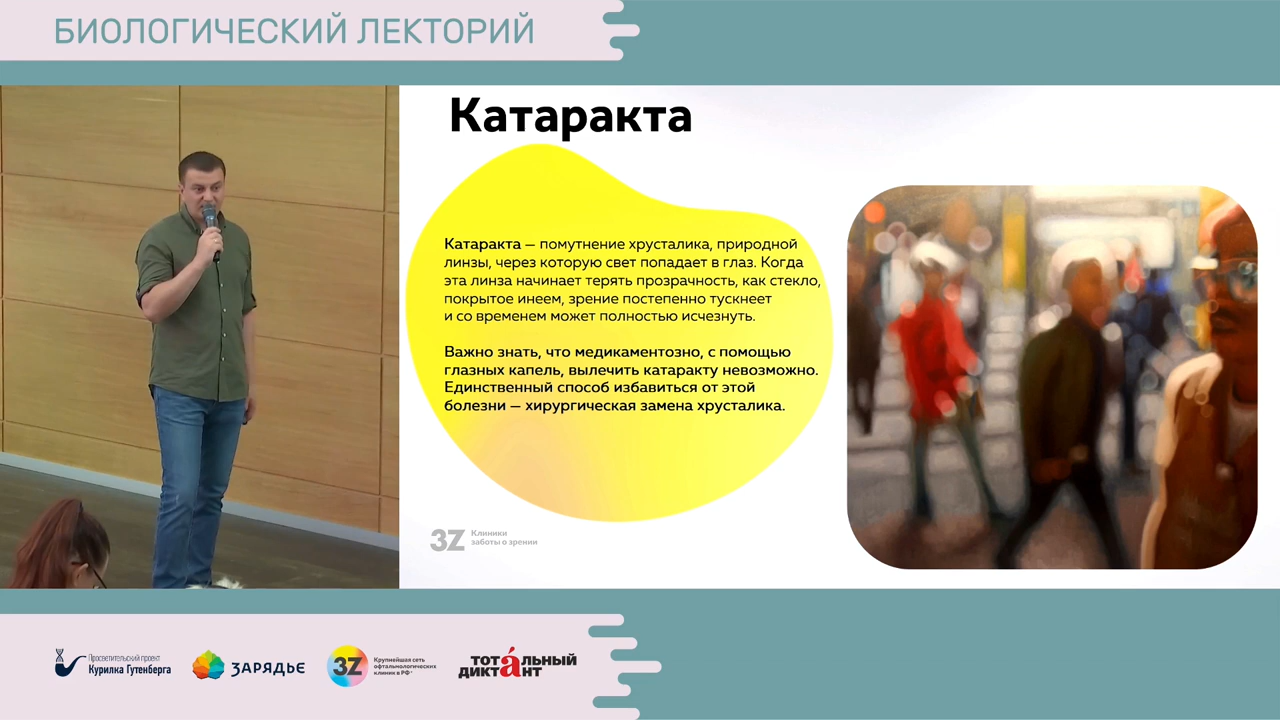 БИОЛОГИЧЕСКИЙ ЛЕКТОРИЙ
Катаракта
Катаракта — помутнение хрусталика, природной
линзы, через которую свет попадает в глаз. Когда
эта линза начинает терять прозрачность, как стекло,
покрытое инеем, зрение постепенно тускнеет
и со временем может полностью исчезнуть.
Важно знать, что медикаментозно, с помощью
глазных капель, вылечить катаракту невозможно.
Единственный способ избавиться от этой
болезни — хирургическая замена хрусталика.
3Z Клиники
заботы о зрении
Просветительский проект
Курилка Гутенберга
ЗАРЯДЬЕ
3Z
Крупнейшая сеть
офтальмологических
клиник в РФ*
тота́льный
диктант